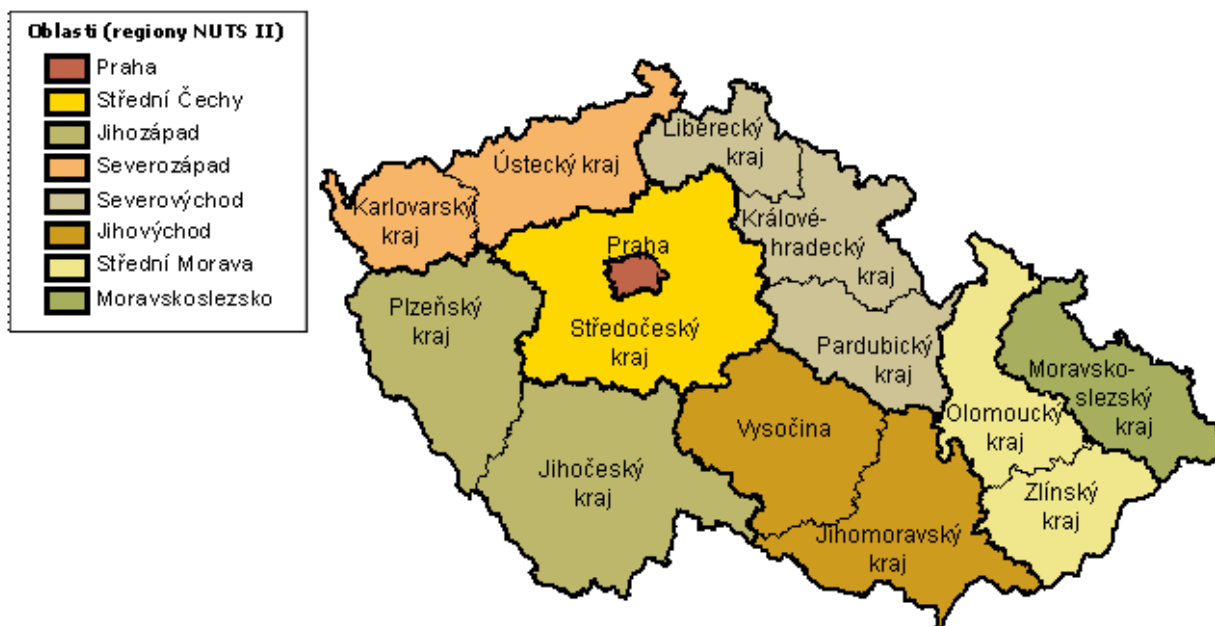 Oblasti (regiony NUTS II)
Praha
Střední Čechy
Jihozápad
Severozápad
Severovýchod
Jihovýchod
Střední Morava
Moravskoslezsko
Liberecký
kraj
Ústecký kraj
Karlovarský
kraj
Králové-
hradecký
kraj
Praha
Plzeňský
kraj
Středočeský
kraj
Pardubický
kraj
Moravsko-
slezský
kraj
Olomoucký
kraj
Vysočina
Jihočeský
kraj
Zlínský
kraj
Jihomoravský
kraj